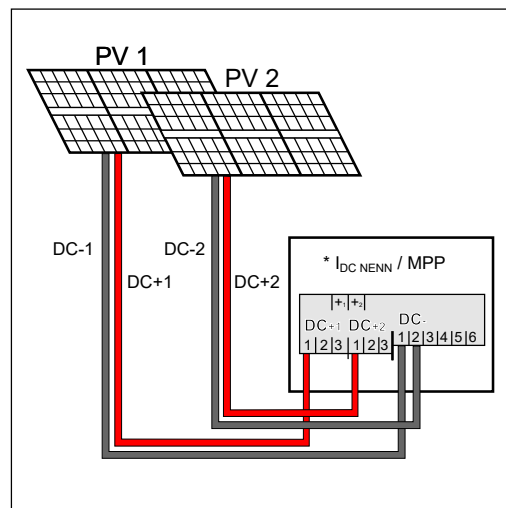 PV 1
PV 2
DC-1
DC+1
DC-2
DC+2
* I DC NENN / MPP
+1 +2
DC+1 DC+2 DC-
1 2 3 1 2 3 1 2 3 4 5 6